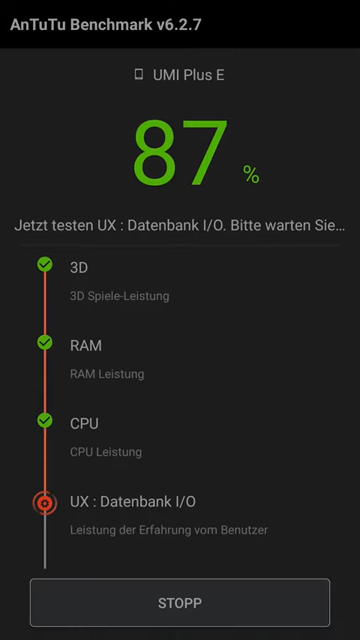 AnTuTu Benchmark v6.2.7
UMI Plus E
87 %
Jetzt testen UX : Datenbank I/O. Bitte warten Sie...
3D
3D Spiele-Leistung
RAM
RAM Leistung
CPU
CPU Leistung
UX : Datenbank I/O
Leistung der Erfahrung vom Benutzer
STOPP